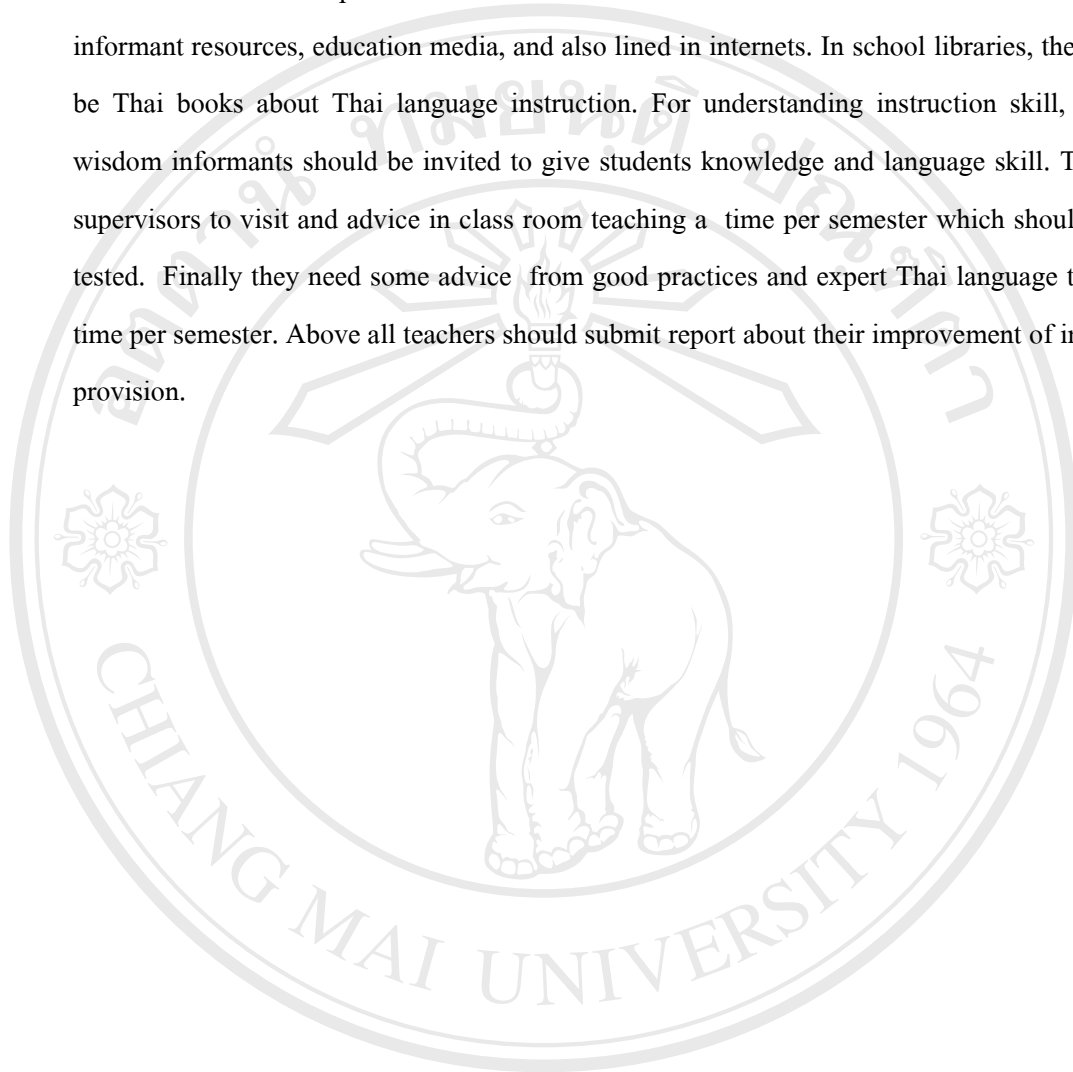 informant resources, education media, and also lined in internets. In school libraries, the
be Thai books about Thai language instruction. For understanding instruction skill,
wisdom informants should be invited to give students knowledge and language skill. T
supervisors to visit and advice in class room teaching a time per semester which shoul
tested. Finally they need some advice from good practices and expert Thai language t
time per semester. Above all teachers should submit report about their improvement of in
provision.
CHIANG MAI UNIVERSITY 1964